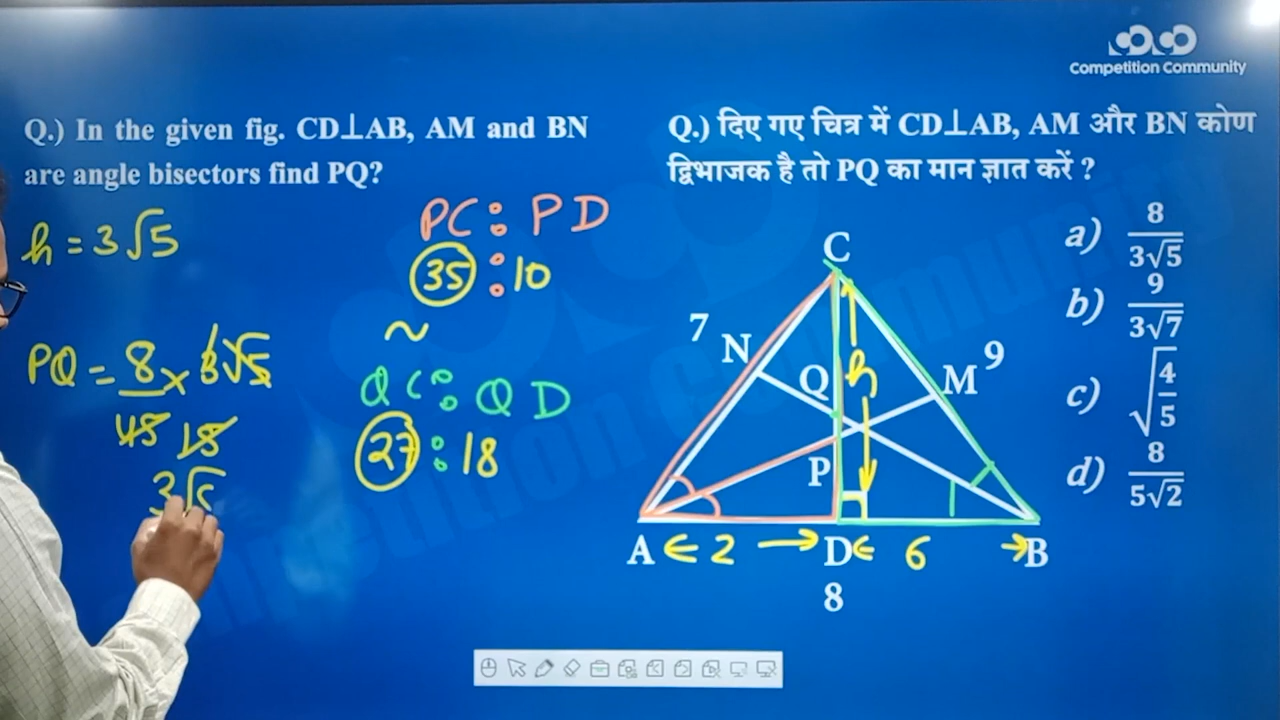 Competition Community
Q.) In the given fig. CD⊥AB, AM and BN
are angle bisectors find PQ?
Q.) दिए गए चित्र में CD⊥AB, AM और BN कोण
द्विभाजक है तो PQ का मान ज्ञात करें ?
h = 3√5
PC : PD
35 : 10
~
QC : QD
27 : 18
PQ = 8/45 × 6√5/18
3√5
C
7
N
9
M
Q
h
P
A
2
D
6
B
8
a) 8/3√5
b) 9/3√7
c) √4/5
d) 8/5√2